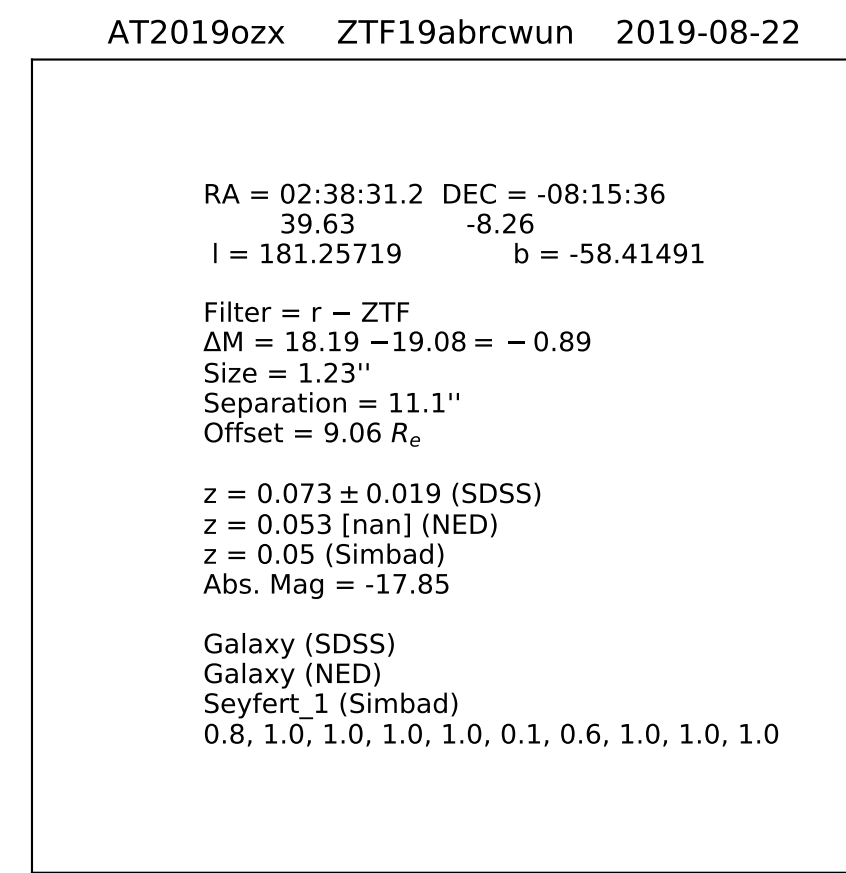 AT2019ozx ZTF19abrcwun 2019-08-22
RA = 02:38:31.2 DEC = -08:15:36
39.63 -8.26
l = 181.25719 b = -58.41491
Filter = r − ZTF
ΔM = 18.19 −19.08 = − 0.89
Size = 1.23''
Separation = 11.1''
Offset = 9.06 Rₑ
z = 0.073 ± 0.019 (SDSS)
z = 0.053 [nan] (NED)
z = 0.05 (Simbad)
Abs. Mag = -17.85
Galaxy (SDSS)
Galaxy (NED)
Seyfert_1 (Simbad)
0.8, 1.0, 1.0, 1.0, 1.0, 0.1, 0.6, 1.0, 1.0, 1.0